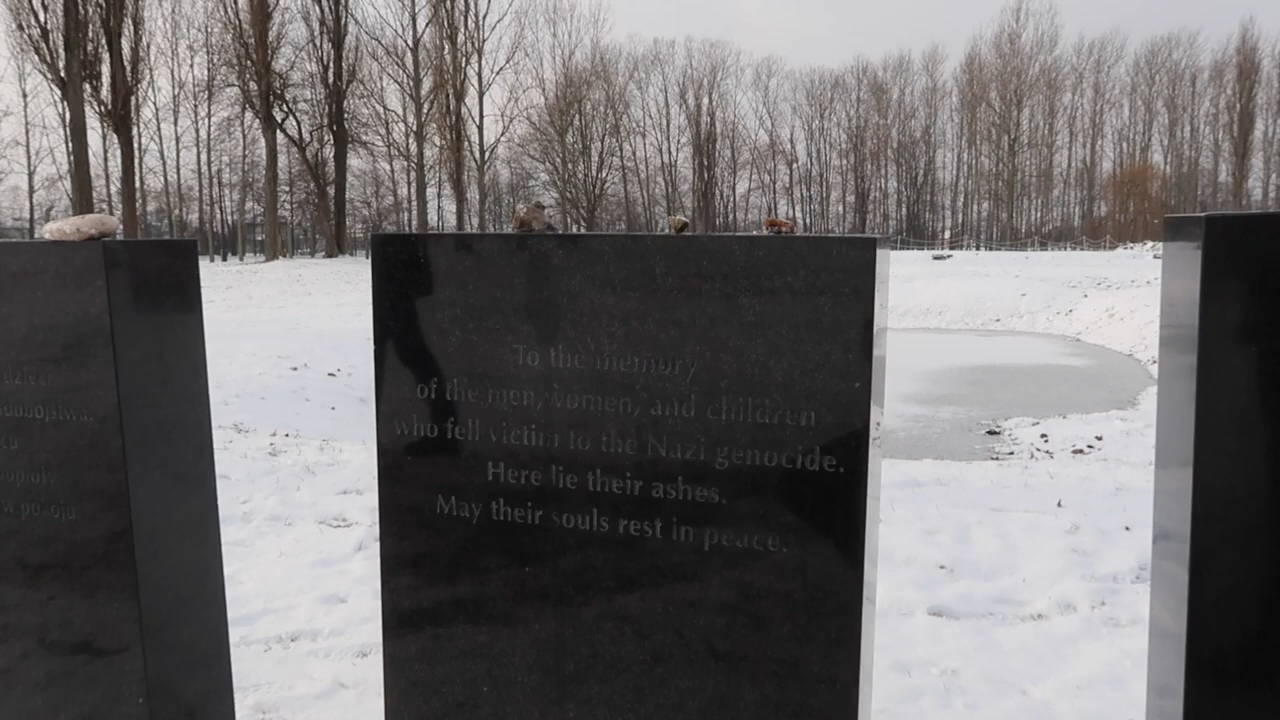 To the memory
of the men, women, and children
who fell victim to the Nazi genocide.
Here lie their ashes.
May their souls rest in peace.
w pokoju.